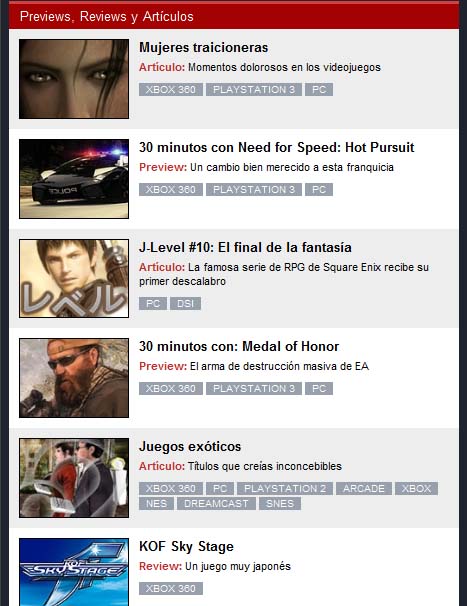 Previews, Reviews y Artículos
Mujeres traicioneras
Artículo: Momentos dolorosos en los videojuegos
XBOX 360 PLAYSTATION 3 PC
POLICE
30 minutos con Need for Speed: Hot Pursuit
Preview: Un cambio bien merecido a esta franquicia
XBOX 360 PLAYSTATION 3 PC
レベル
J-Level #10: El final de la fantasía
Artículo: La famosa serie de RPG de Square Enix recibe su
primer descalabro
PC DSI
30 minutos con: Medal of Honor
Preview: El arma de destrucción masiva de EA
XBOX 360 PLAYSTATION 3 PC
Juegos exóticos
Artículo: Títulos que creías inconcebibles
XBOX 360 PC PLAYSTATION 2 ARCADE XBOX
NES DREAMCAST SNES
KOF
SKY STAGE
KOF Sky Stage
Review: Un juego muy japonés
XBOX 360